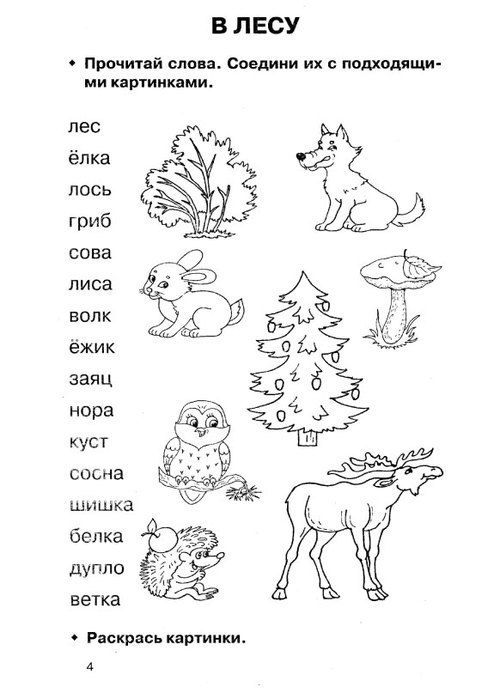 В ЛЕСУ
• Прочитай слова. Соедини их с подходящи-
ми картинками.
лес
ёлка
лось
гриб
сова
лиса
волк
ёжик
заяц
нора
куст
сосна
шишка
белка
дупло
ветка
• Раскрась картинки.
4